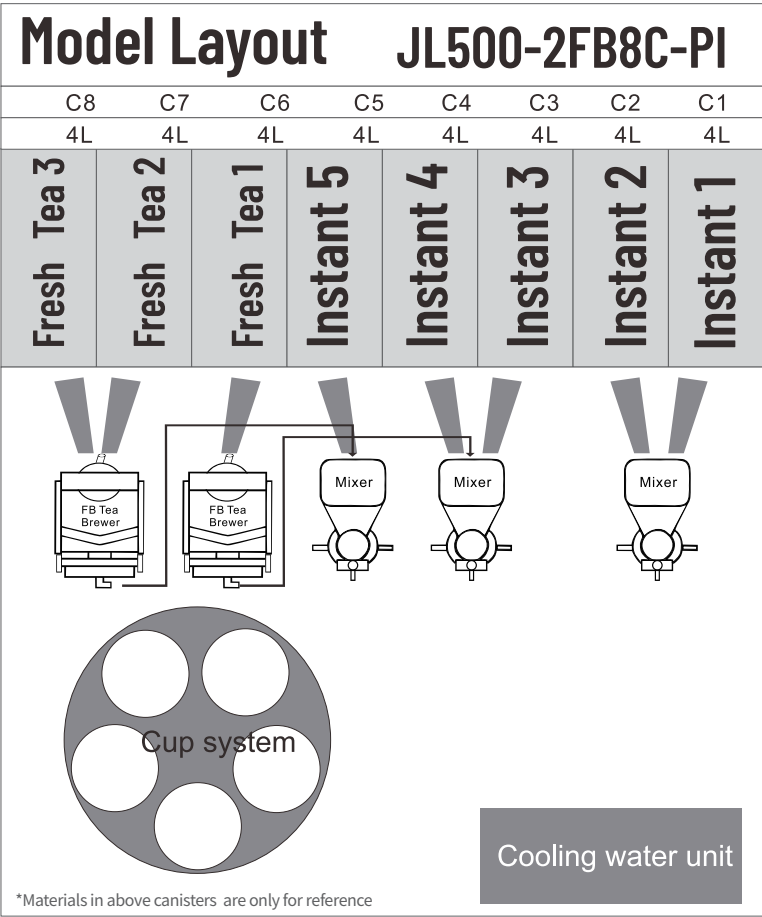 Model Layout JL500-2FB8C-PI
C8 C7 C6 C5 C4 C3 C2 C1
4L 4L 4L 4L 4L 4L 4L 4L
Fresh Tea 3
Fresh Tea 2
Fresh Tea 1
Instant 5
Instant 4
Instant 3
Instant 2
Instant 1
FB Tea
Brewer
FB Tea
Brewer
Mixer
Mixer
Mixer
Cup system
Cooling water unit
*Materials in above canisters are only for reference